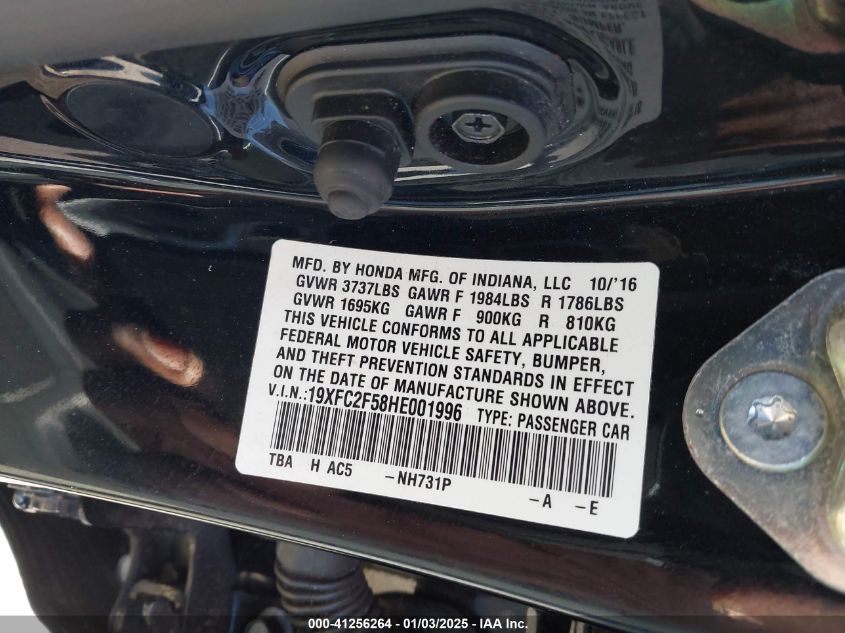 MFD. BY HONDA MFG. OF INDIANA, LLC 10/'16
GVWR 3737LBS GAWR F 1984LBS R 1786LBS
GVWR 1695KG GAWR F 900KG R 810KG
THIS VEHICLE CONFORMS TO ALL APPLICABLE
FEDERAL MOTOR VEHICLE SAFETY, BUMPER,
AND THEFT PREVENTION STANDARDS IN EFFECT
ON THE DATE OF MANUFACTURE SHOWN ABOVE.
V.I.N.:19XFC2F58HE001996 TYPE: PASSENGER CAR
TBA H AC5 -NH731P -A -E
000-41256264 - 01/03/2025 - IAAI.COM